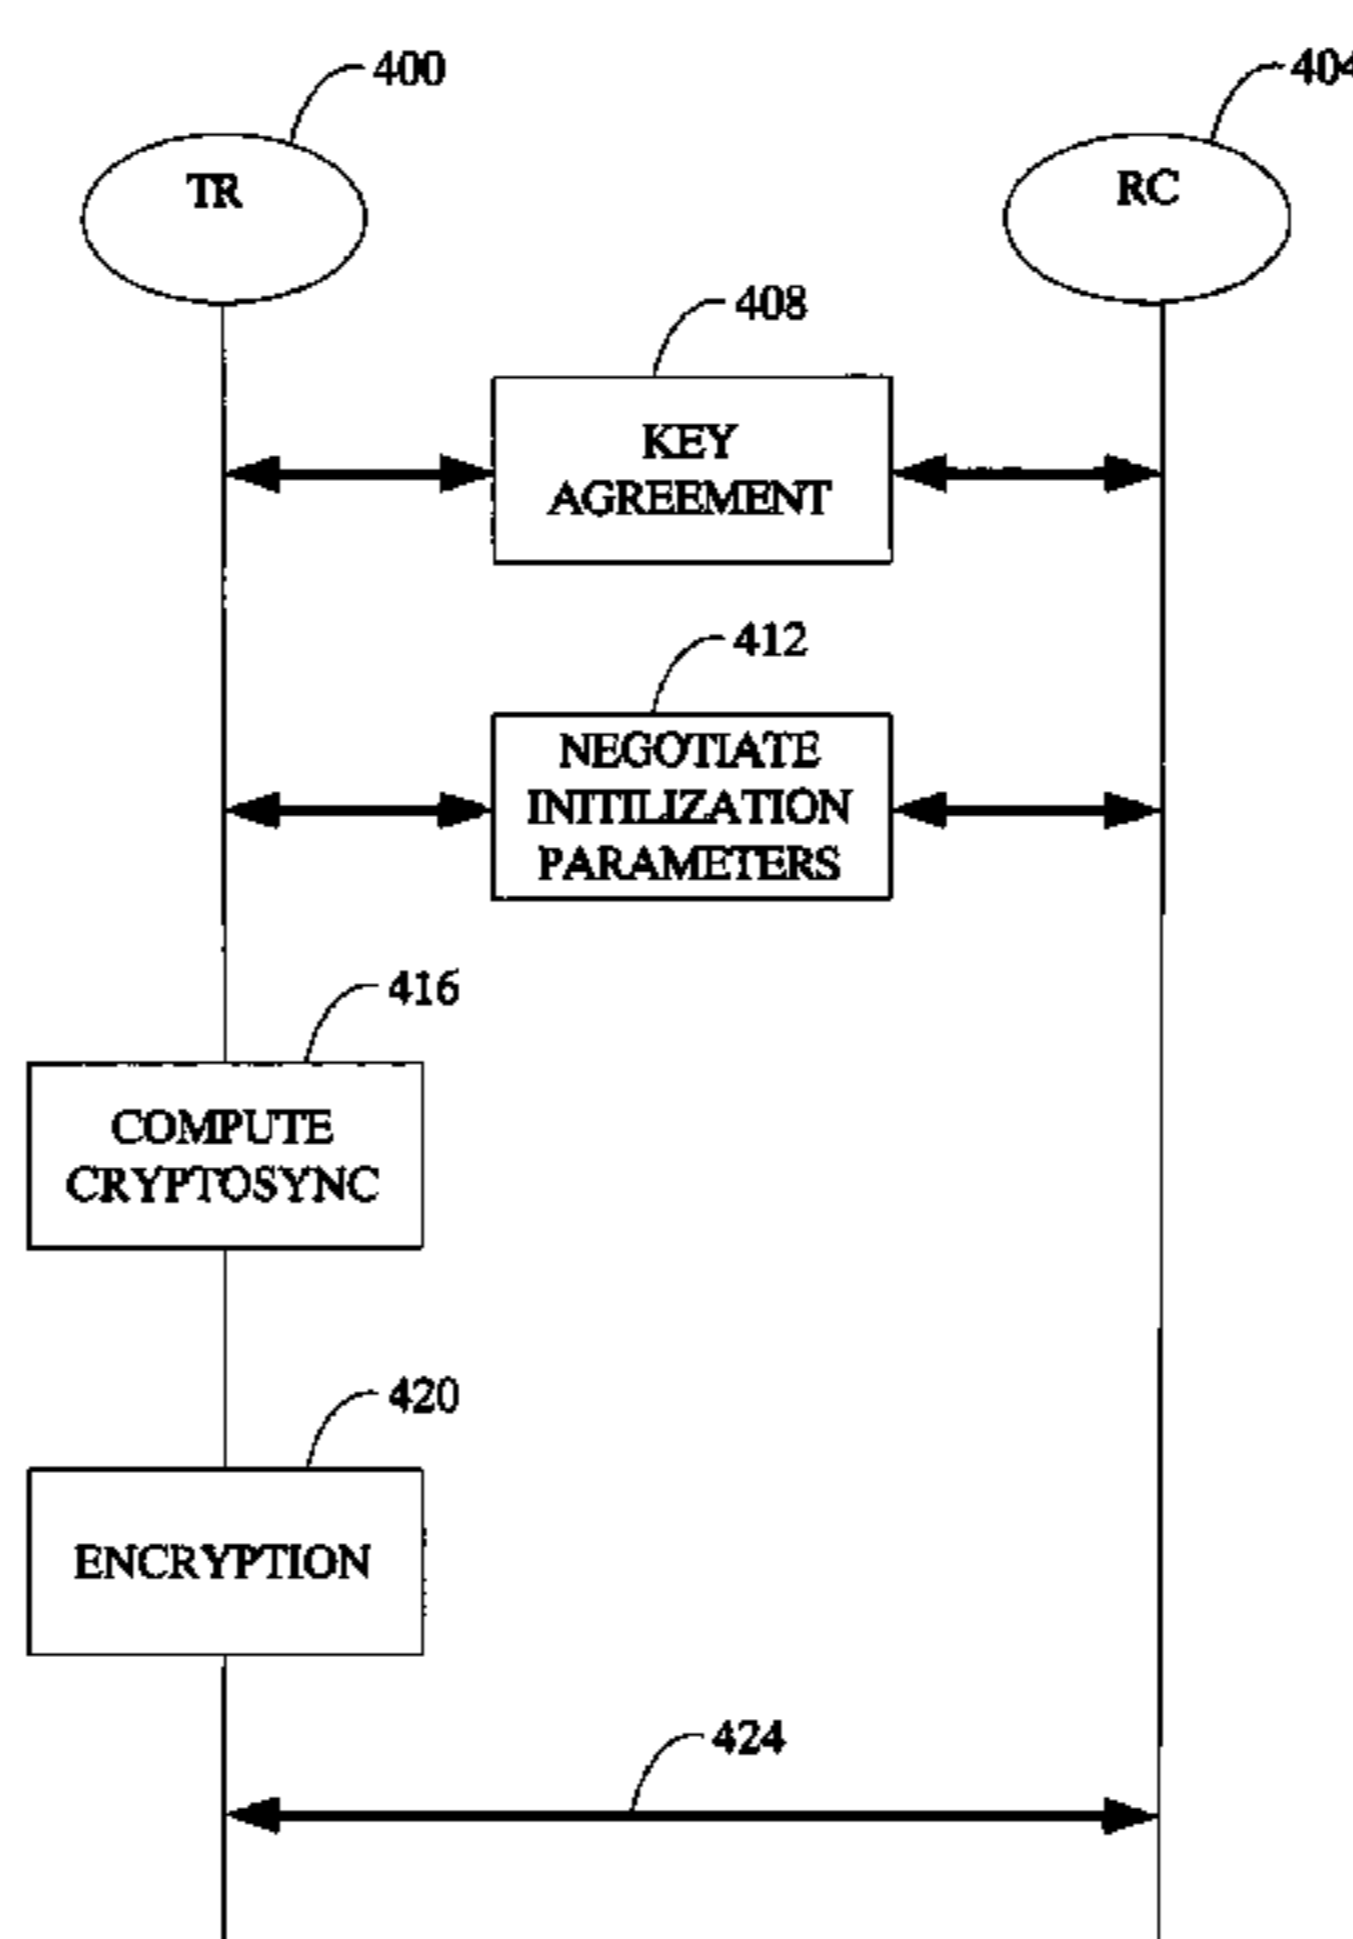 400
404
TR
RC
408
KEY
AGREEMENT
412
NEGOTIATE
INITILIZATION
PARAMETERS
416
COMPUTE
CRYPTOSYNC
420
ENCRYPTION
424